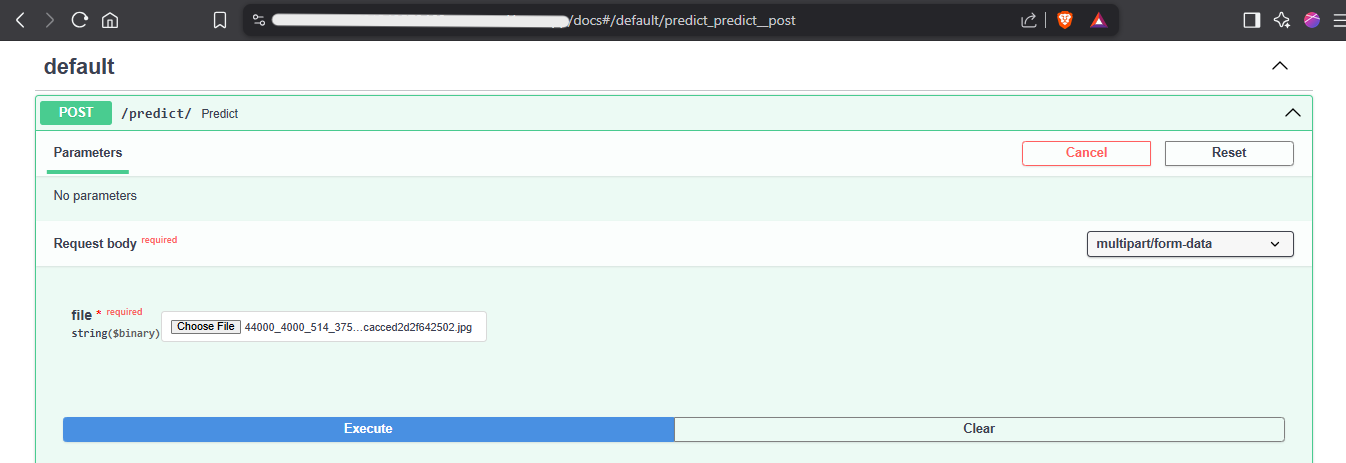 /docs#/default/predict_predict__post
default
POST /predict/ Predict
Parameters Cancel Reset
No parameters
Request body required multipart/form-data
file * required
string($binary) Choose File 44000_4000_514_375...cacced2d2f642502.jpg
Execute Clear